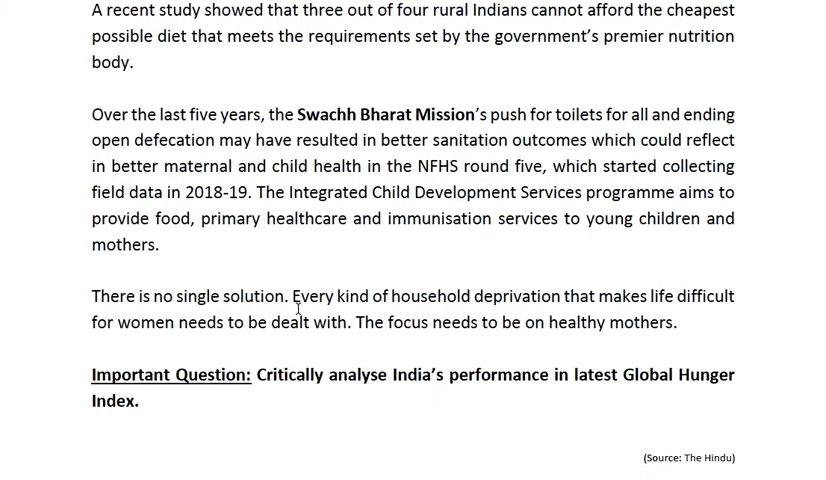 A recent study showed that three out of four rural Indians cannot afford the cheapest
possible diet that meets the requirements set by the government’s premier nutrition
body.
Over the last five years, the Swachh Bharat Mission’s push for toilets for all and ending
open defecation may have resulted in better sanitation outcomes which could reflect
in better maternal and child health in the NFHS round five, which started collecting
field data in 2018-19. The Integrated Child Development Services programme aims to
provide food, primary healthcare and immunisation services to young children and
mothers.
There is no single solution. Every kind of household deprivation that makes life difficult
for women needs to be dealt with. The focus needs to be on healthy mothers.
Important Question: Critically analyse India’s performance in latest Global Hunger
Index.
(Source: The Hindu)